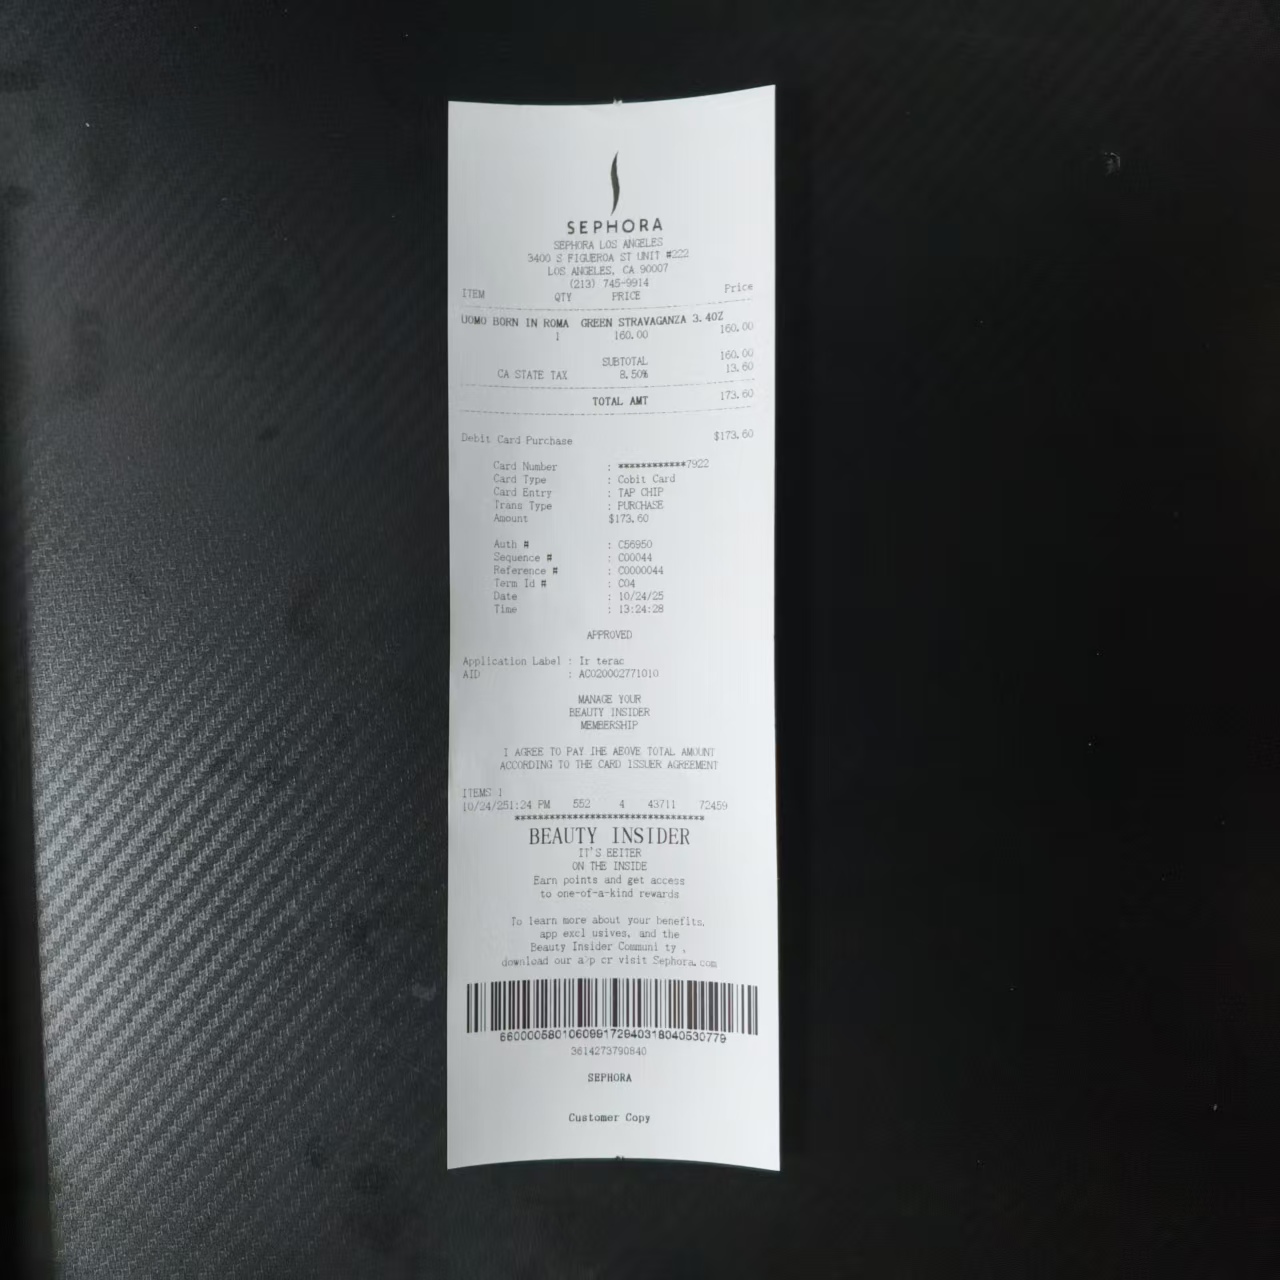 SEPHORA
SEPHORA LOS ANGELES
3400 S FIGUEROA ST UNIT #222
LOS ANGELES, CA 90007
(213) 745-9914
ITEM QTY PRICE Price
UOMO BORN IN ROMA GREEN STRAVAGANZA 3.4OZ
1 160.00 160.00
SUBTOTAL 160.00
CA STATE TAX 8.50% 13.60
TOTAL AMT 173.60
Debit Card Purchase $173.60
Card Number : ************7922
Card Type : Cobit Card
Card Entry : TAP CHIP
Trans Type : PURCHASE
Amount $173.60
Auth # : C56950
Sequence # : C00044
Reference # : C0000044
Term Id # : C04
Date : 10/24/25
Time : 13:24:28
APPROVED
Application Label : Ir terac
AID : AC020002771010
MANAGE YOUR
BEAUTY INSIDER
MEMBERSHIP
I AGREE TO PAY IHE AEOVE TOTAL AMOUNT
ACCORDING TO THE CARD ISSUER AGREEMENT
ITEMS 1
10/24/251:24 PM 552 4 43711 72459
*********************************
BEAUTY INSIDER
IT'S EEITER
ON THE INSIDE
Earn points and get access
to one-of-a-kind rewards
To learn more about your benefits,
app excl usives, and the
Beauty Insider Communi ty ,
download our a>p cr visit Sephora.com
6600005801060991729403180405307​79
3614273790840
SEPHORA
Customer Copy